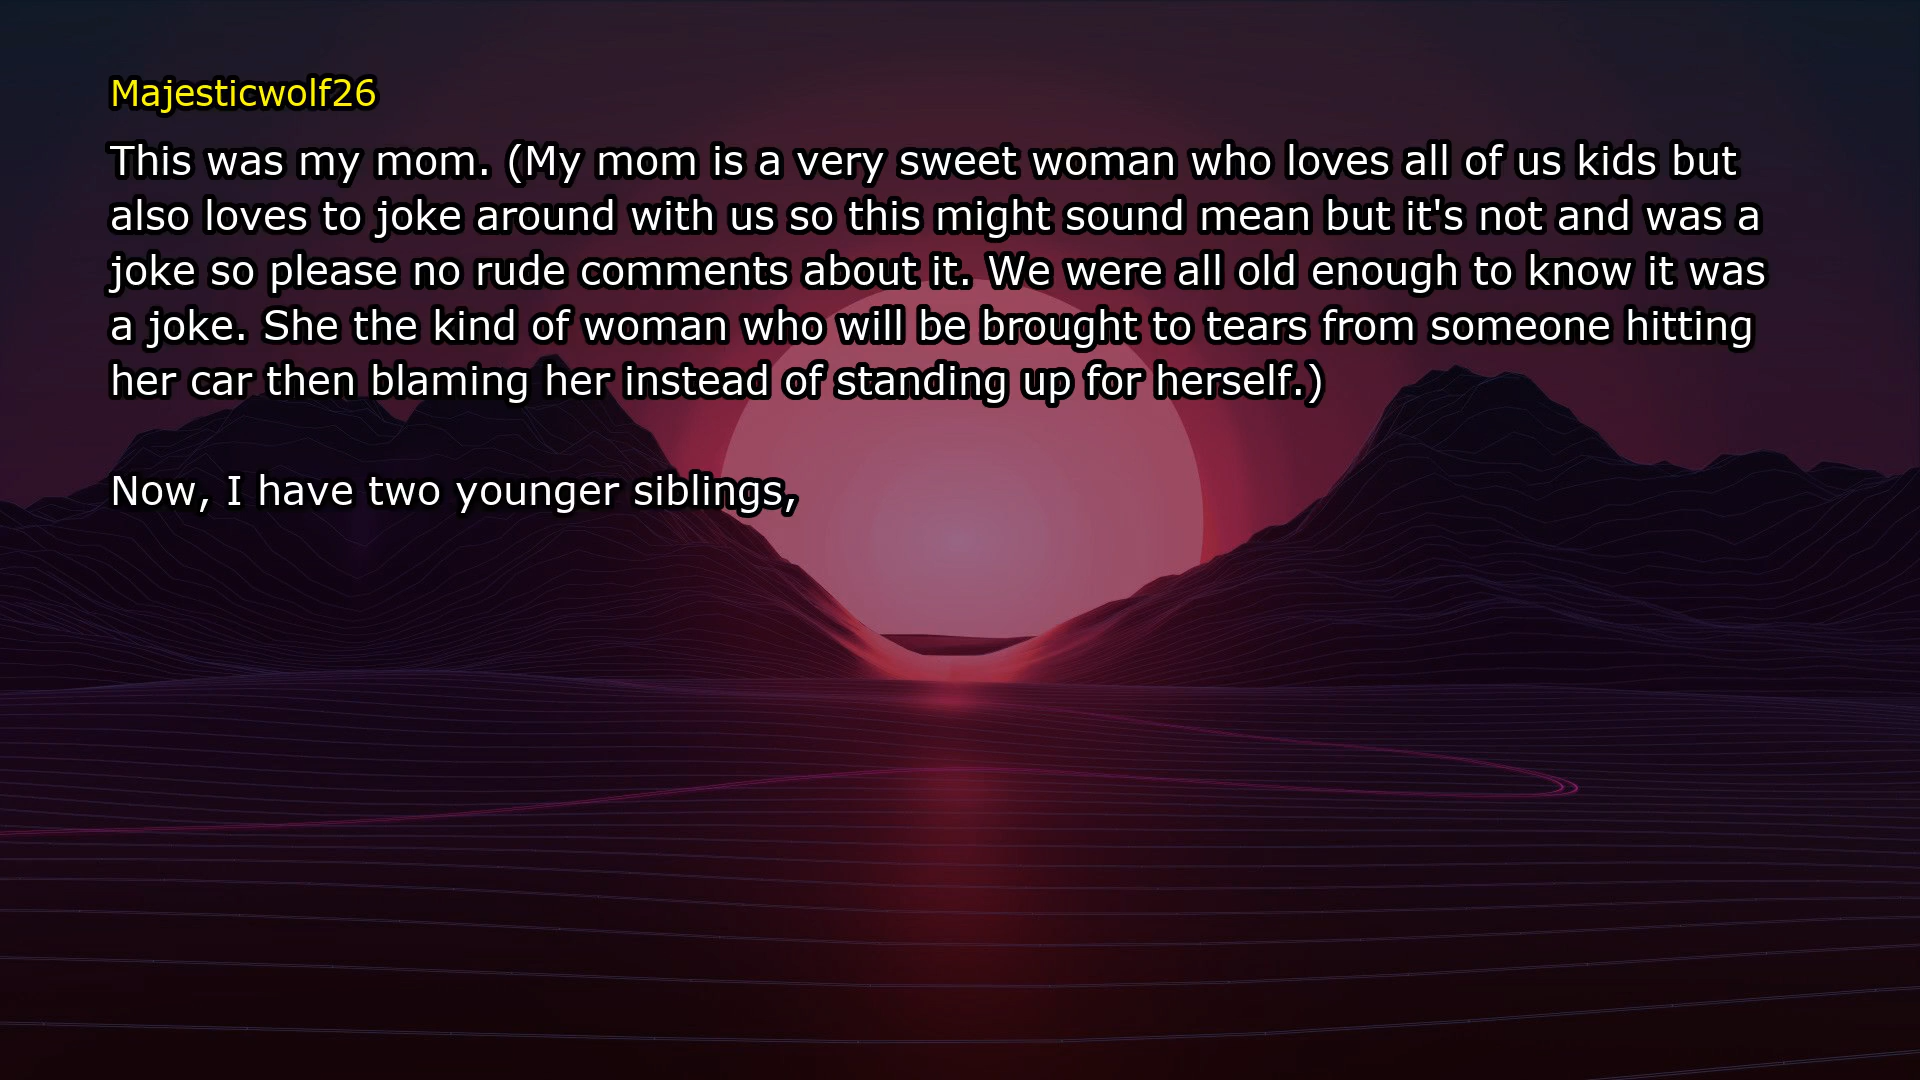 Majesticwolf26
This was my mom. (My mom is a very sweet woman who loves all of us kids but
also loves to joke around with us so this might sound mean but it's not and was a
joke so please no rude comments about it. We were all old enough to know it was
a joke. She the kind of woman who will be brought to tears from someone hitting
her car then blaming her instead of standing up for herself.)
Now, I have two younger siblings,